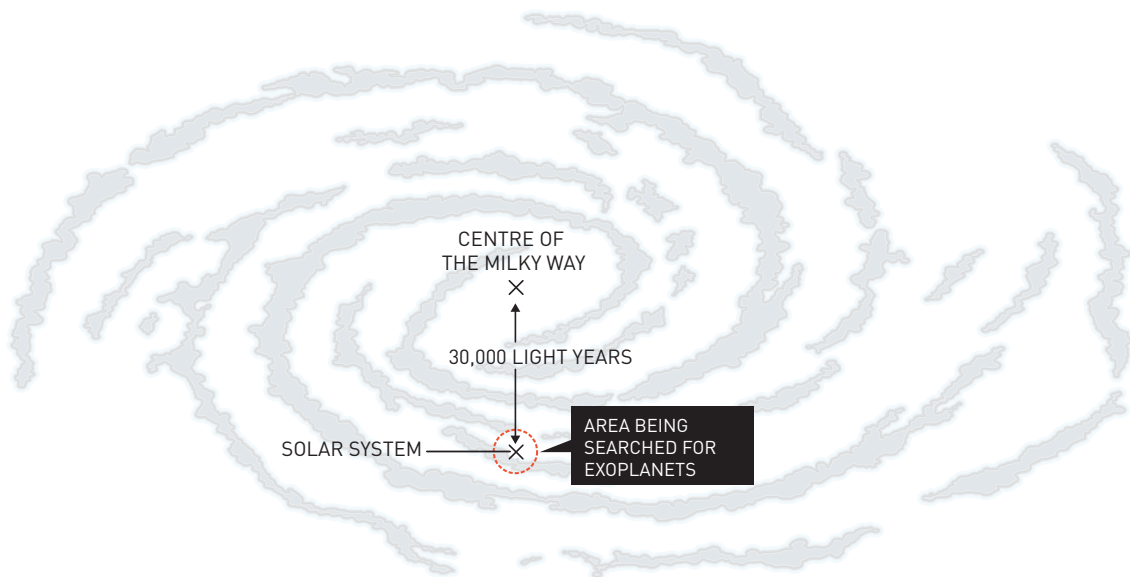 CENTRE OF
THE MILKY WAY
30,000 LIGHT YEARS
SOLAR SYSTEM
AREA BEING
SEARCHED FOR
EXOPLANETS